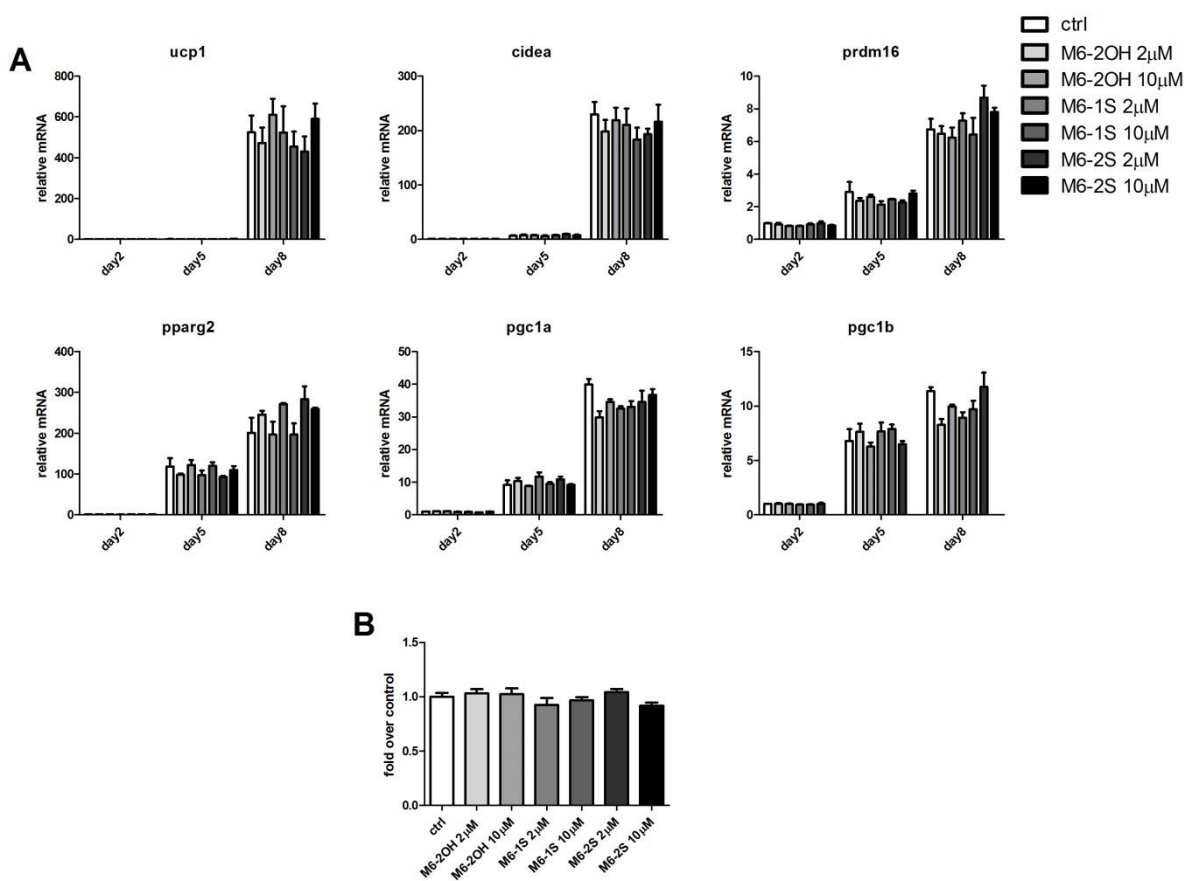 A
ctrl
M6-2OH 2μM
M6-2OH 10μM
M6-1S 2μM
M6-1S 10μM
M6-2S 2μM
M6-2S 10μM
ucp1
relative mRNA
800
600
400
200
0
day2
day5
day8
cidea
relative mRNA
300
200
100
0
day2
day5
day8
prdm16
relative mRNA
10
8
6
4
2
0
day2
day5
day8
pparg2
relative mRNA
400
300
200
100
0
day2
day5
day8
pgc1a
relative mRNA
50
40
30
20
10
0
day2
day5
day8
pgc1b
relative mRNA
15
10
5
0
day2
day5
day8
B
fold over control
1.5
1.0
0.5
0.0
ctrl
M6-2OH 2μM
M6-2OH 10μM
M6-1S 2μM
M6-1S 10μM
M6-2S 2μM
M6-2S 10μM